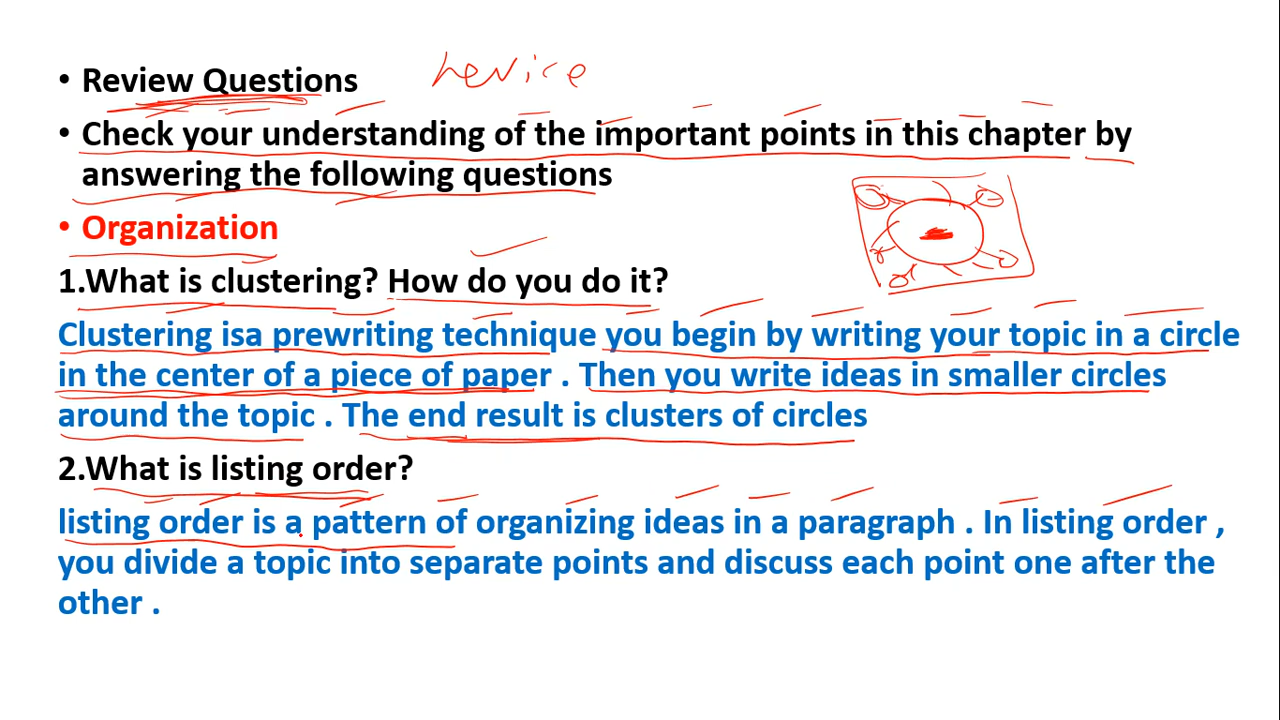 • Review Questions
• Check your understanding of the important points in this chapter by
answering the following questions
• Organization
1.What is clustering? How do you do it?
Clustering isa prewriting technique you begin by writing your topic in a circle
in the center of a piece of paper . Then you write ideas in smaller circles
around the topic . The end result is clusters of circles
2.What is listing order?
listing order is a pattern of organizing ideas in a paragraph . In listing order ,
you divide a topic into separate points and discuss each point one after the
other .